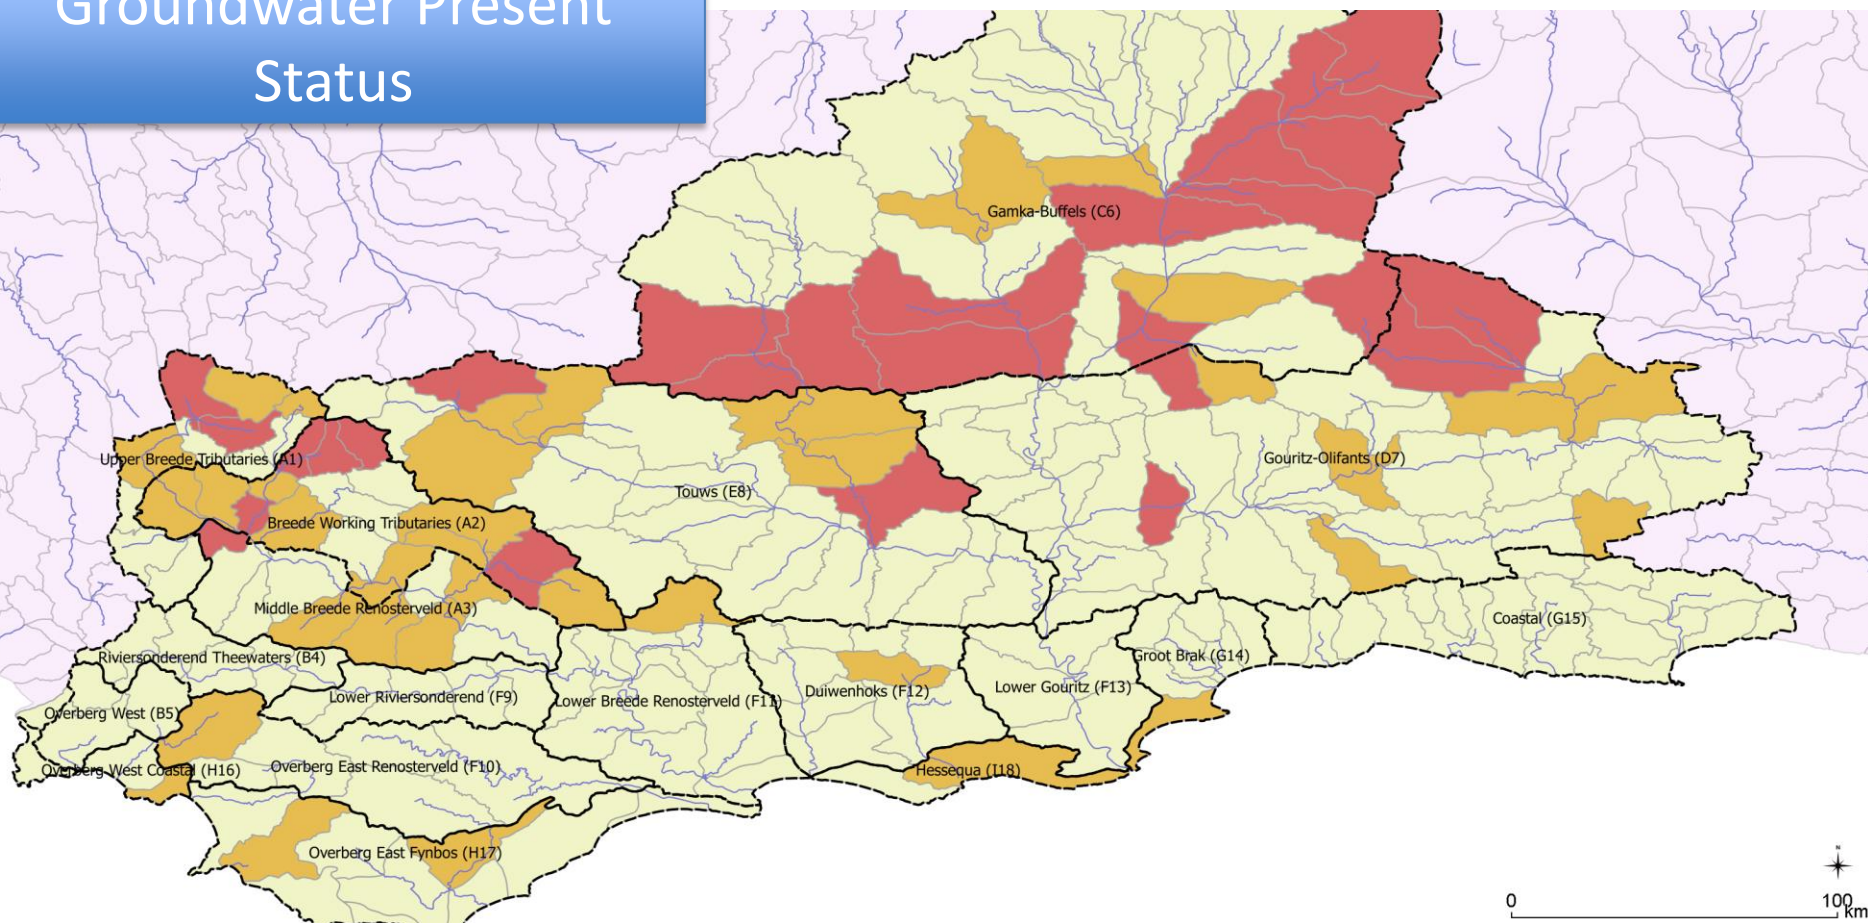 Groundwater Present
Status
Gamka-Buffels (C6)
Upper Breede Tributaries (A1)
Gouritz-Olifants (D7)
Touws (E8)
Breede Working Tributaries (A2)
Middle Breede Renosterveld (A3)
Coastal (G15)
Riviersonderend Theewaters (B4)
Groot Brak (G14)
Lower Riviersonderend (F9)
Lower Breede Renosterveld (F11)
Duiwenhoks (F12)
Lower Gouritz (F13)
Overberg West (B5)
Overberg West Coastal (H16)
Overberg East Renosterveld (F10)
Hessequa (I18)
Overberg East Fynbos (H17)
N
0 100 km